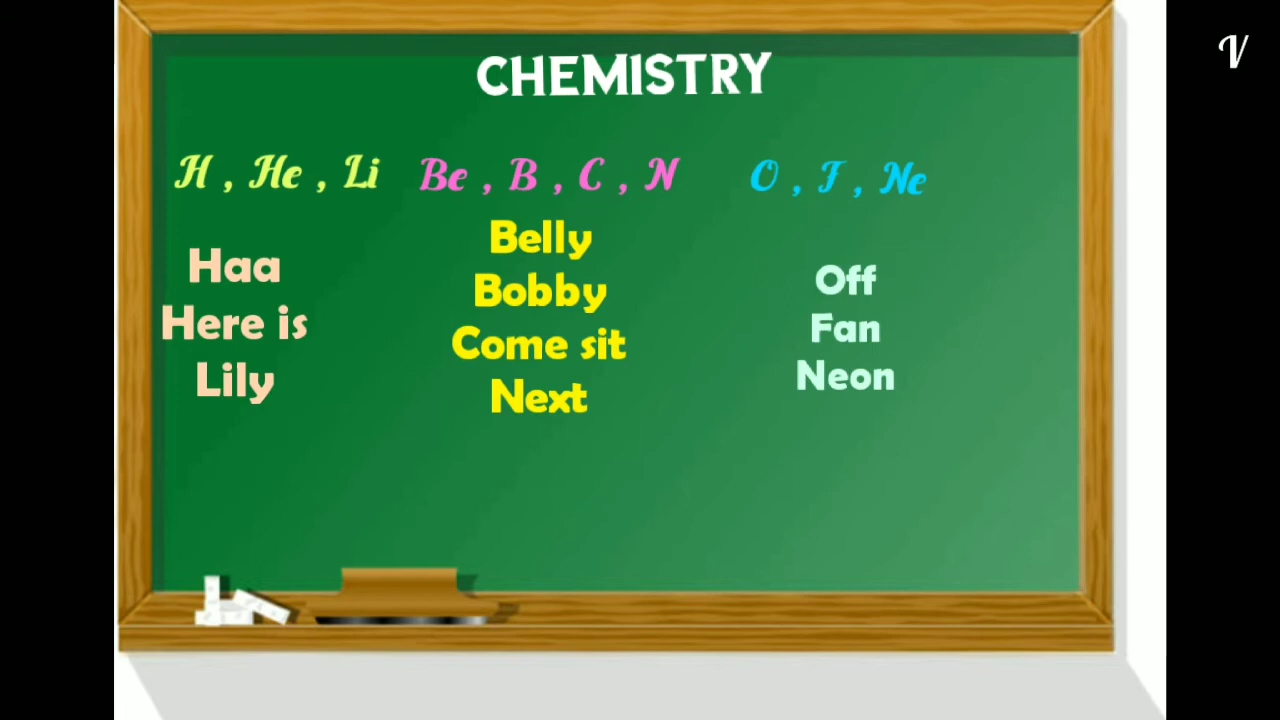 CHEMISTRY
V
H , He , Li
Be , B , C , N
O , F , Ne
Haa
Here is
Lily
Belly
Bobby
Come sit
Next
Off
Fan
Neon